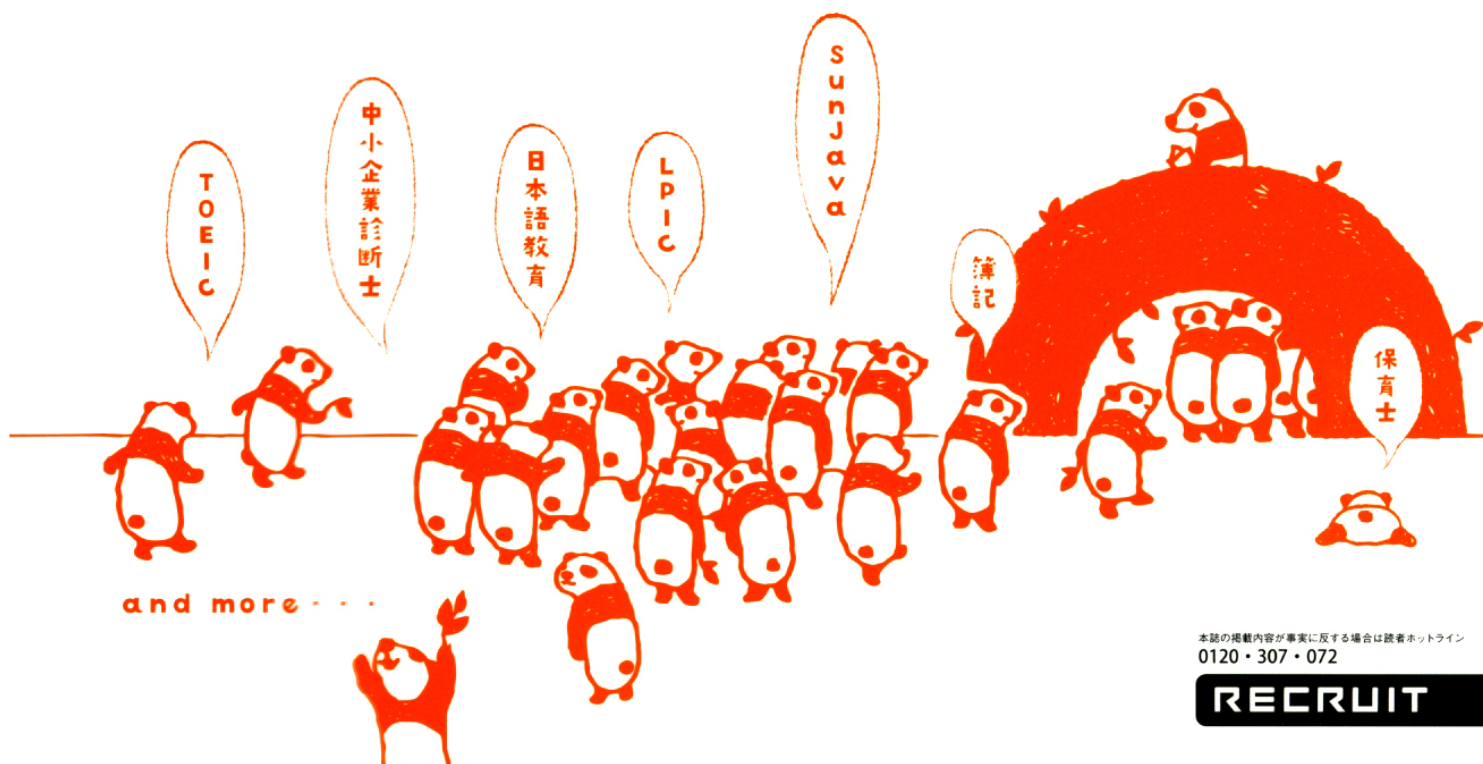 TOEIC
中小企業診断士
日本語教育
LPIC
SunJava
簿記
保育士
and more・・・・
本誌の掲載内容が事実に反する場合は読者ホットライン
0120・307・072
RECRUIT